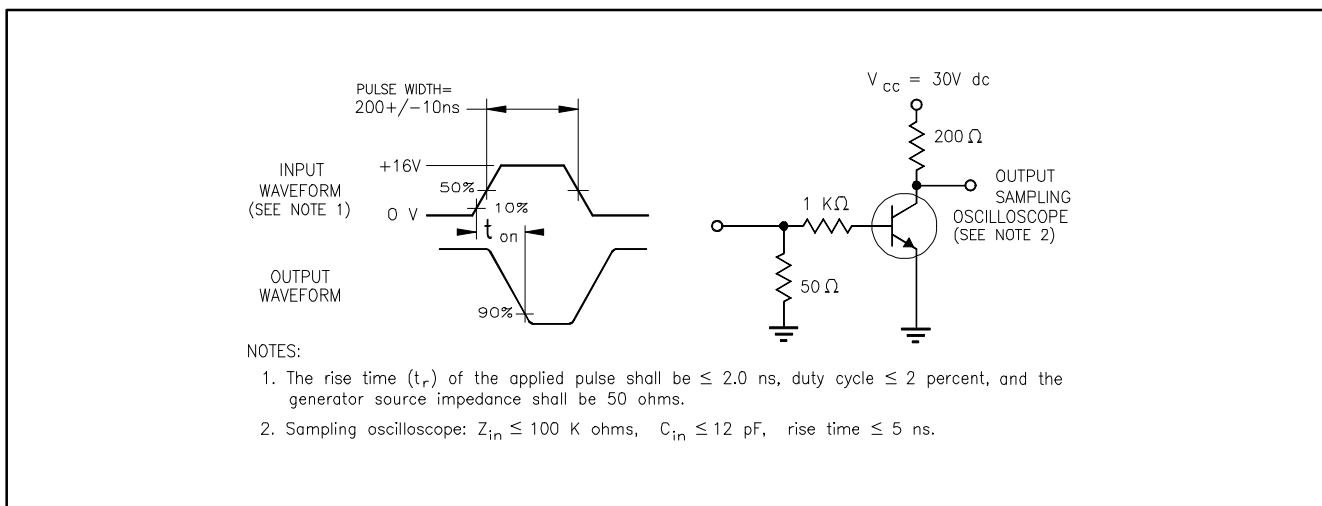 PULSE WIDTH=
200+/-10ns
INPUT
WAVEFORM
(SEE NOTE 1)
+16V
50%
10%
0 V
t on
OUTPUT
WAVEFORM
90%
V CC = 30V dc
200 Ω
OUTPUT
SAMPLING
OSCILLOSCOPE
(SEE NOTE 2)
1 KΩ
50 Ω
NOTES:
1. The rise time (tr) of the applied pulse shall be ≤ 2.0 ns, duty cycle ≤ 2 percent, and the
generator source impedance shall be 50 ohms.
2. Sampling oscilloscope: Zin ≤ 100 K ohms, Cin ≤ 12 pF, rise time ≤ 5 ns.